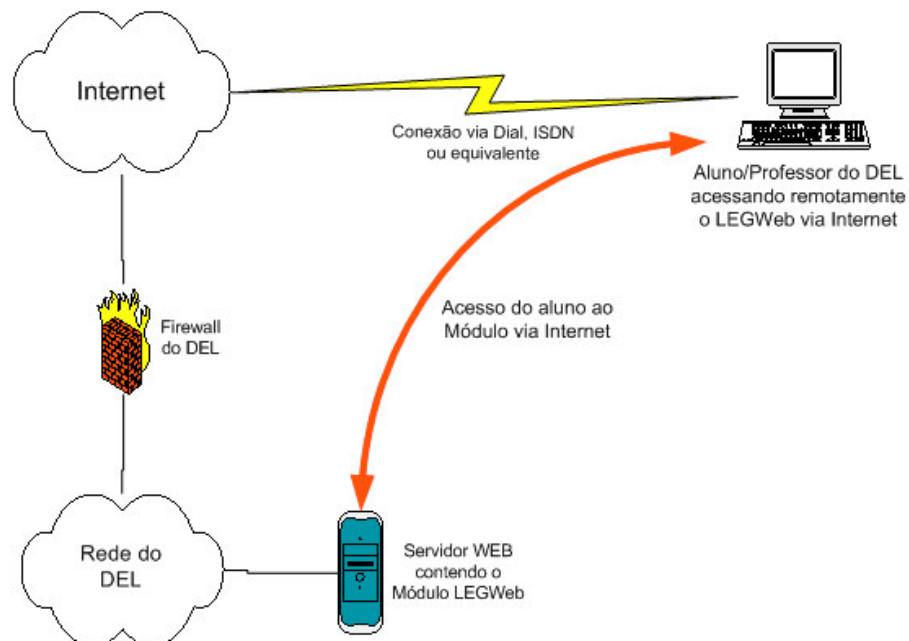 Internet
Conexão via Dial, ISDN
ou equivalente
Aluno/Professor do DEL
acessando remotamente
o LEGWeb via Internet
Acesso do aluno ao
Módulo via Internet
Firewall
do DEL
Rede do
DEL
Servidor WEB
contendo o
Módulo LEGWeb